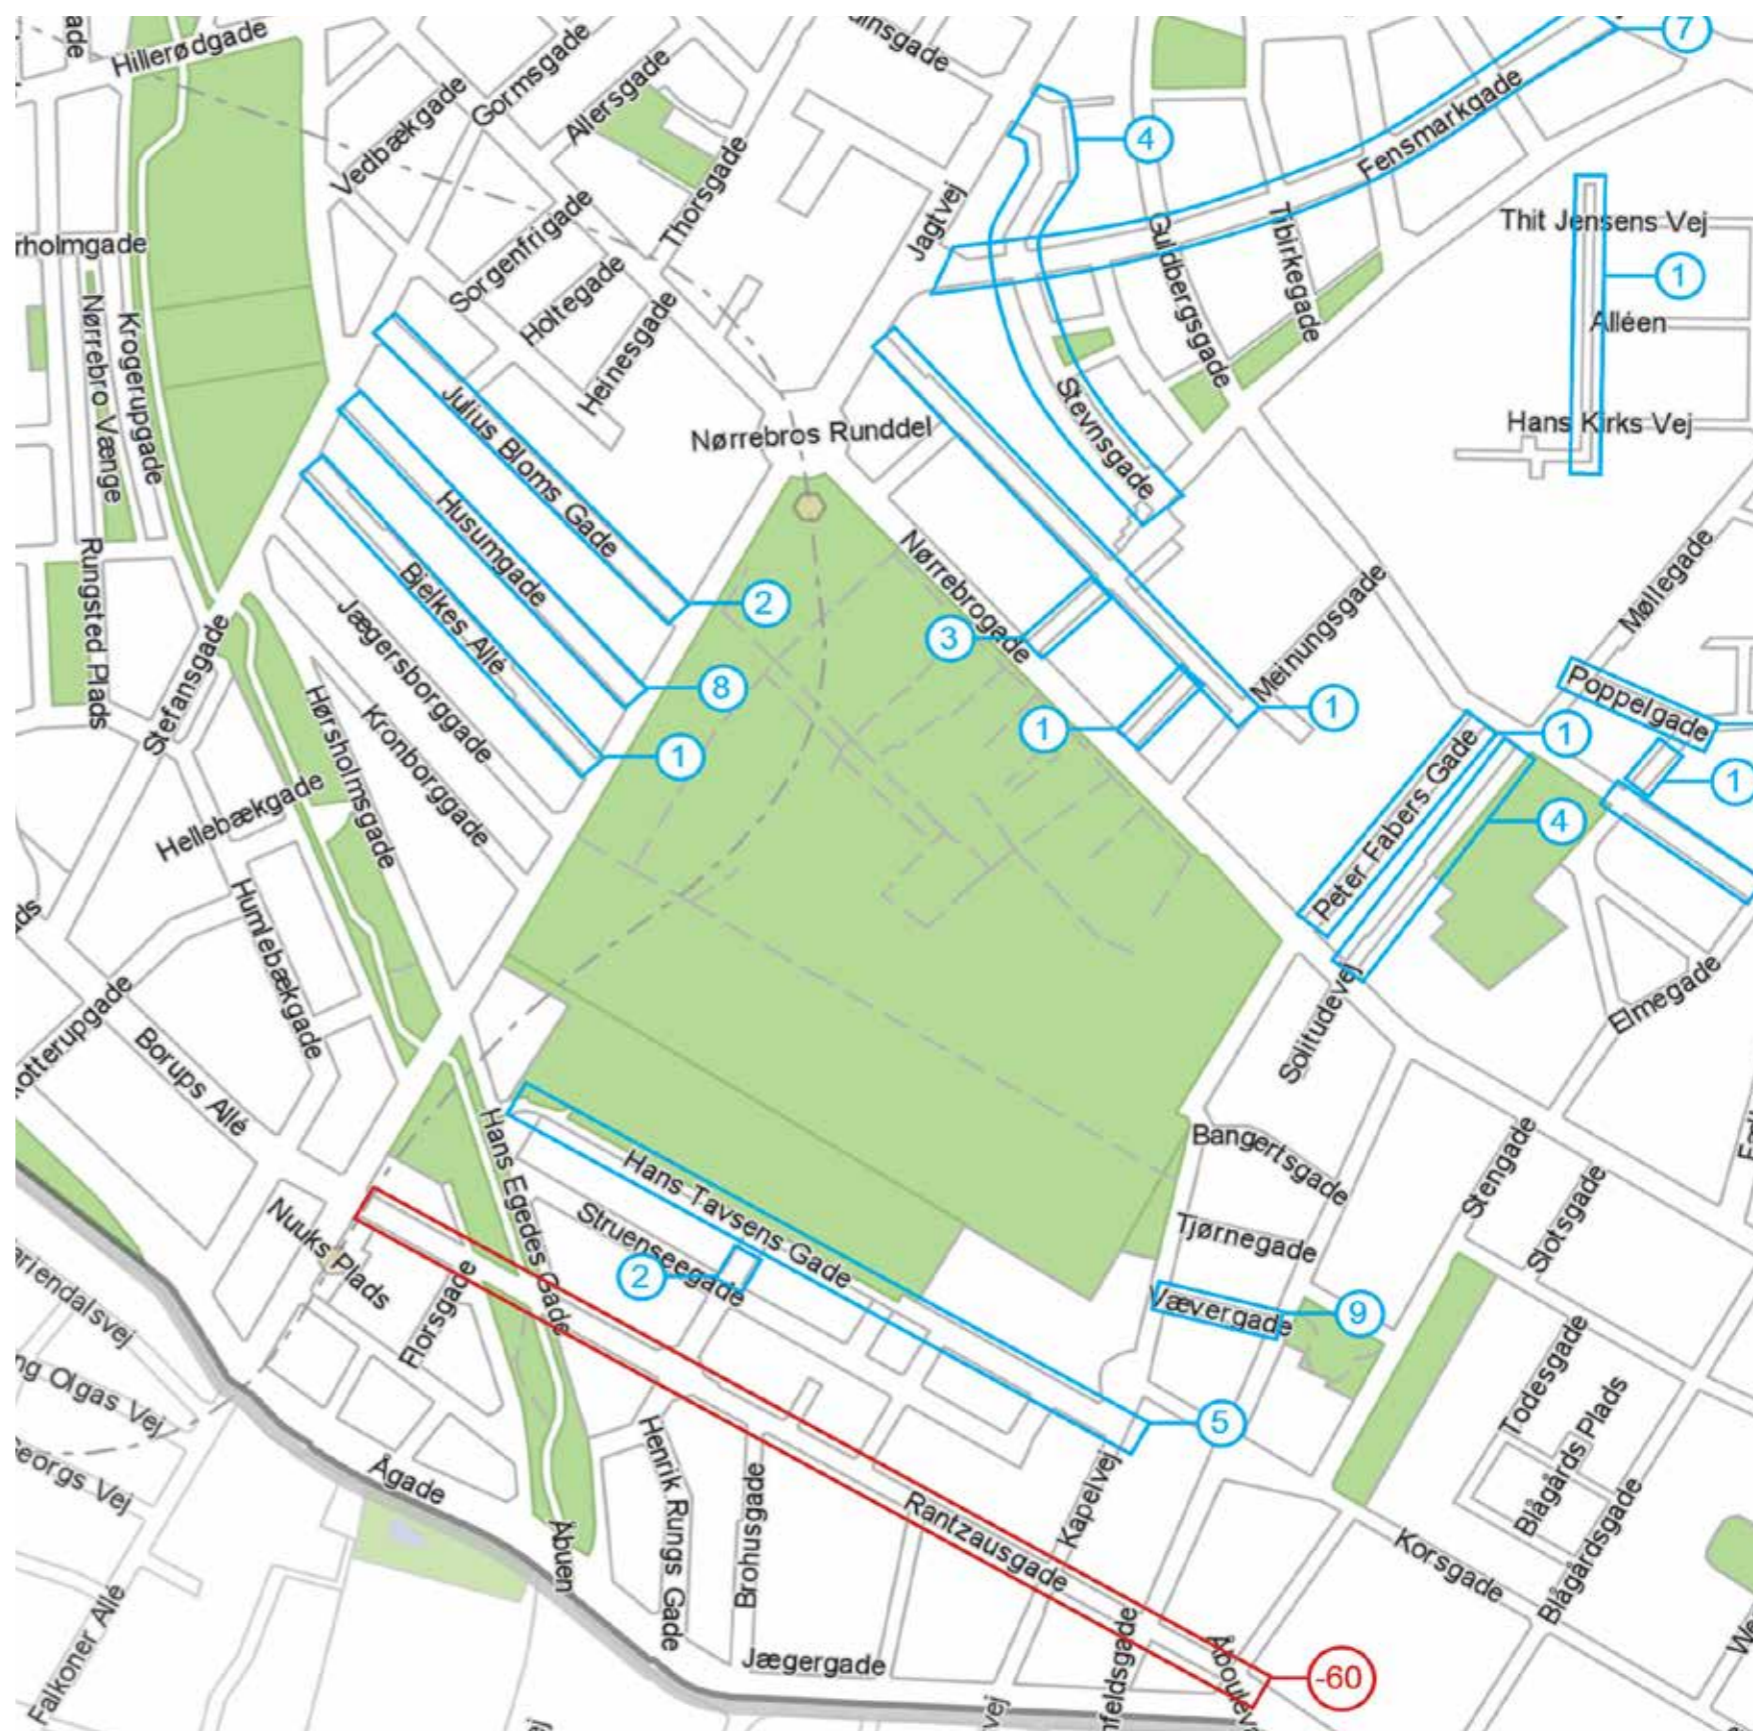 Hillerødgade
Gormsgade
Allersgade
Vedbækgade
Thorsgade
Jagtvej
4
7
Fensmarkgade
Guldbergsgade
Tibirkegade
Thit Jensens Vej
1
Alléen
Hans Kirks Vej
Nørrebro Vænge
Krogerupgade
Sorgenfrigade
Holtegade
Heinesgade
Julius Bloms Gade
Husumgade
Bjelkes Allé
Nørrebros Runddel
Stevnsgade
Rungsted Plads
Stefansgade
Jægersborggade
Kronborggade
Hørsholmsgade
2
8
1
Nørrebrogade
3
1
Meinungsgade
1
Møllegade
Poppelgade
1
1
4
Peter Fabers Gade
Hellebækgade
Humlebækgade
Borups Allé
Solitudevej
Elmegade
Hans Egedes Gade
Hans Tavsens Gade
Struenseegade
2
Bangertsgade
Tjørnegade
Vævergade
9
Stengade
Slotsgade
Nuuks Plads
Florsgade
5
Todesgade
Blågårds Plads
Blågårdsgade
Korsgade
Ågade
Åbuen
Henrik Rungs Gade
Brohusgade
Rantzausgade
Kapelvej
Jægergade
-60
Falkoner Alle